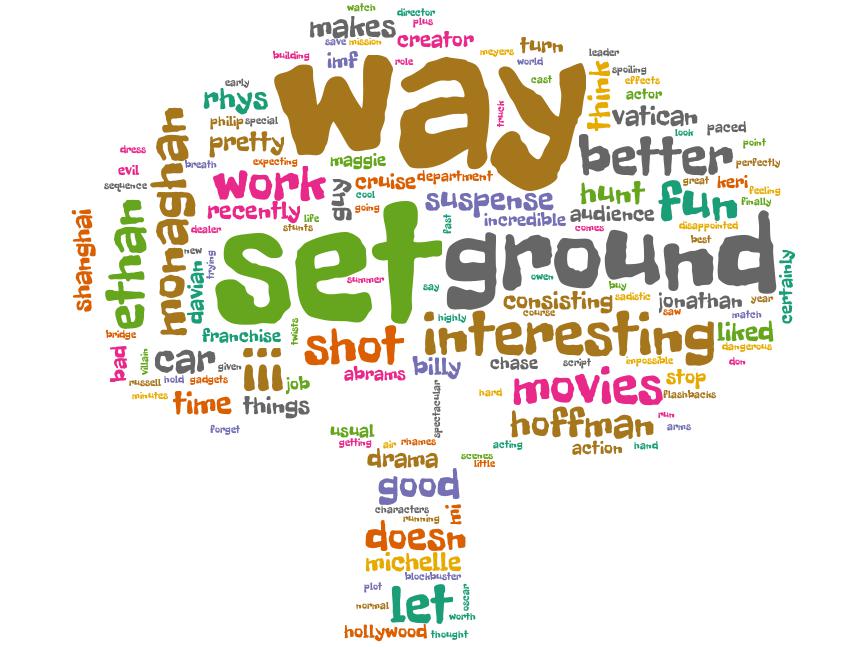 watch
director
makes
plus
save mission
creator
turn
building
imf
role
meyers
leader
way
world
spoiling
early
cast
think
effects
rhys
actor
philip special
truck
vatican
pretty
look
paced
dress
breath
expecting
maggie
better
point
perfectly
evil
sequence
work
guy
cruise
department
great
keri
feeling
cool
suspense
hunt
fun
finally
recently
life
going
incredible
audience
shanghai
ethan
monaghan
dealer
stunts
fast
comes
disappointed
new
trying
davian
set
ground
best
certainly
summer
say
owen
buy
consisting
sadistic
jonathan
year
course
saw
match
bridge
franchise
twists
highly
interesting
liked
shot
dangerous
bad
villain
car
given
iii
abrams
billy
chase
script
impossible
don
russell
hold
gadgets
job
spectacular
hard
movies
stop
flashbacks
minutes
time
things
hoffman
run
forget
usual
arms
getting
air
rhames
acting
action
hand
drama
scenes
little
good
characters
running
mi
doesn
michelle
blockbuster
plot
let
oscar
normal
worth
hollywood
thought